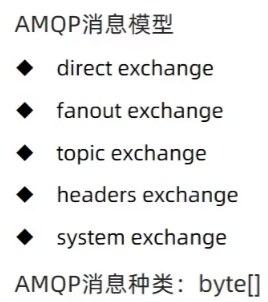 AMQP消息模型
◆ direct exchange
◆ fanout exchange
◆ topic exchange
◆ headers exchange
◆ system exchange
AMQP消息种类：byte[]